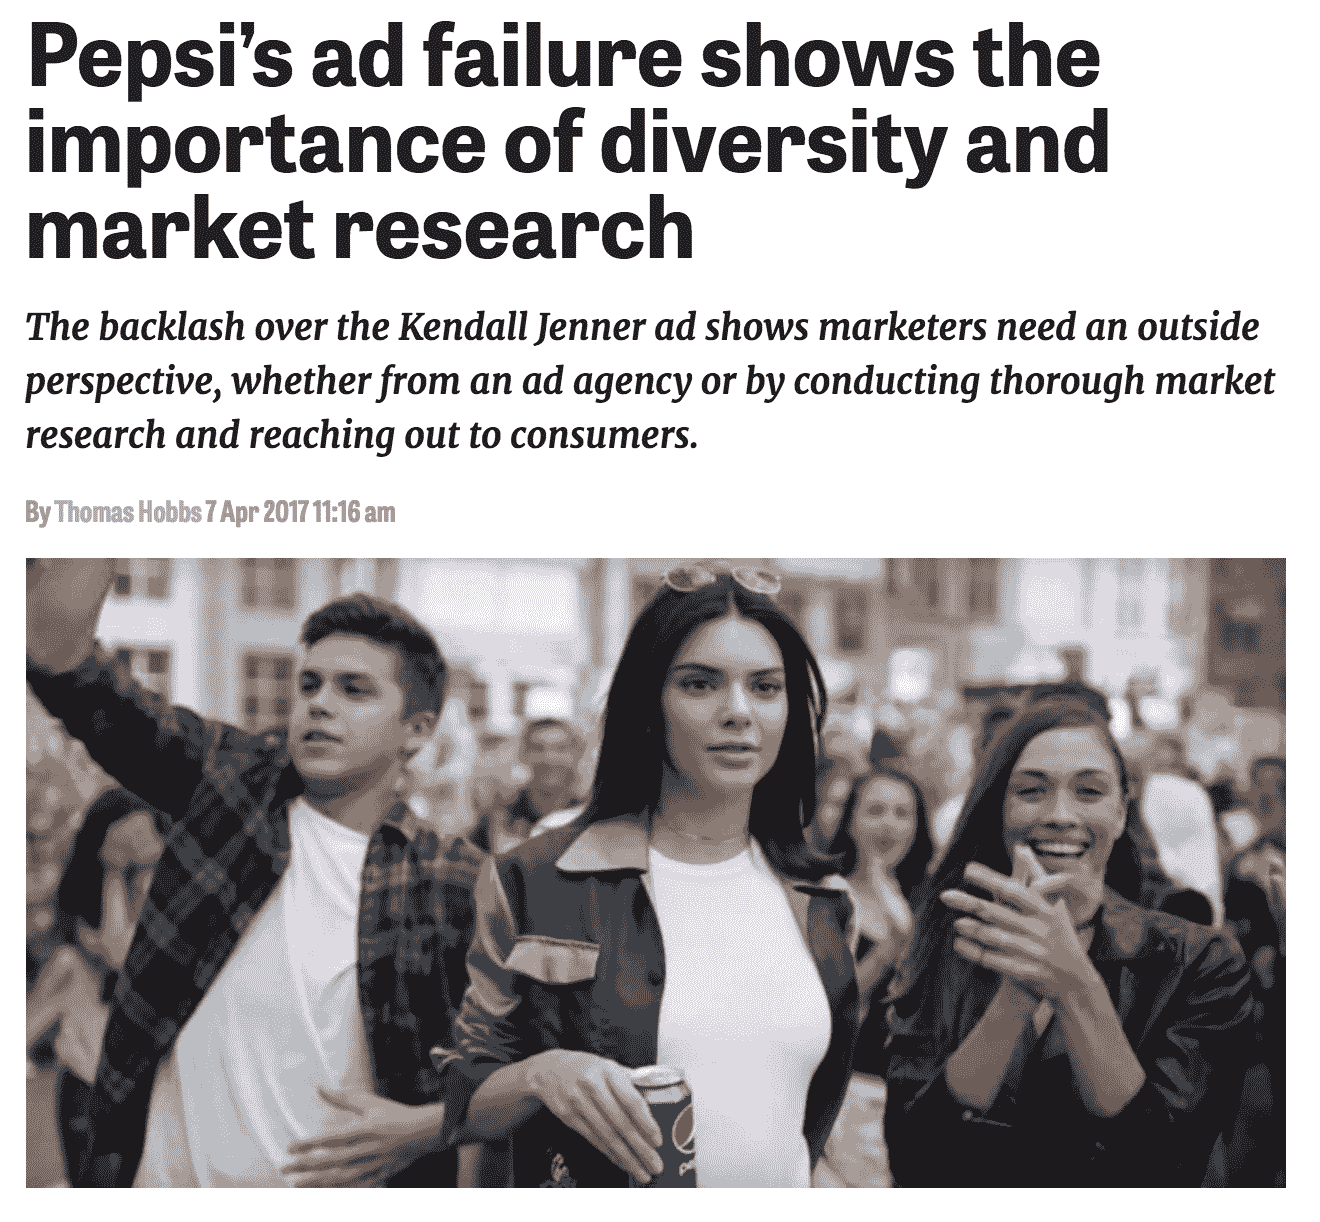 Pepsi’s ad failure shows the
importance of diversity and
market research
The backlash over the Kendall Jenner ad shows marketers need an outside
perspective, whether from an ad agency or by conducting thorough market
research and reaching out to consumers.
By Thomas Hobbs 7 Apr 2017 11:16 am